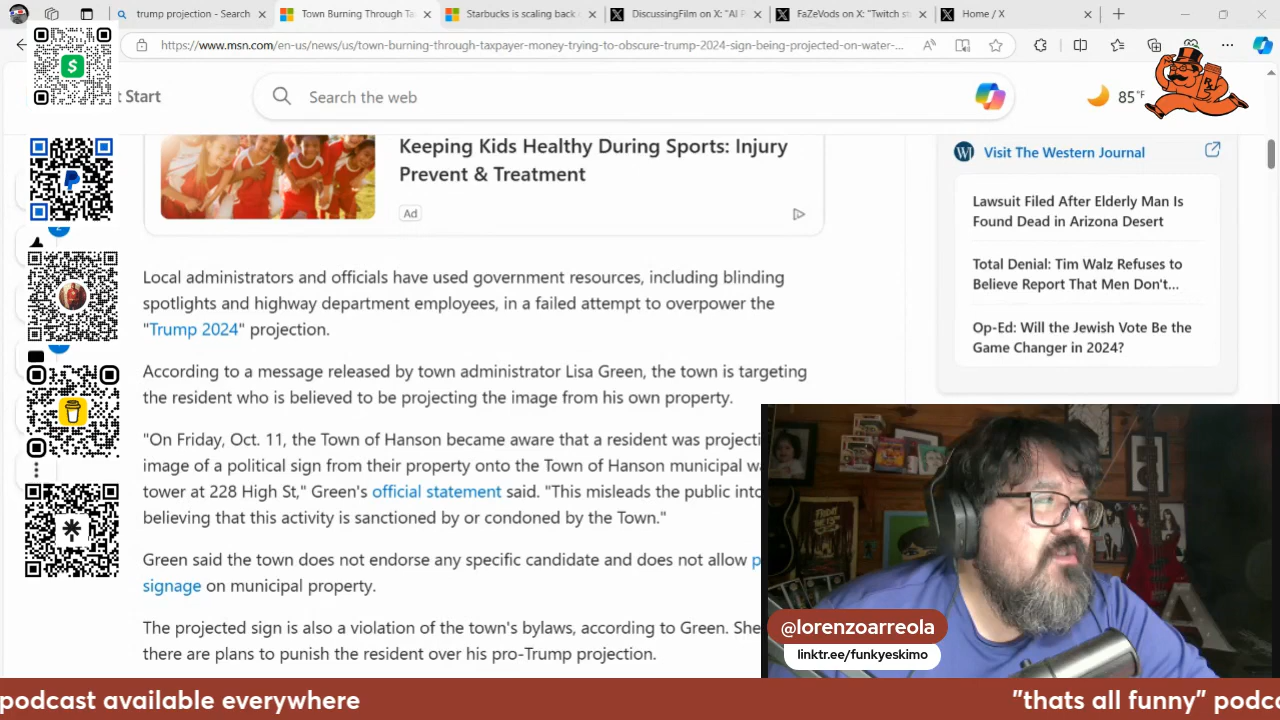 trump projection - Search
Town Burning Through Ta
Starbucks is scaling back
DiscussingFilm on X: "AI P
FaZeVods on X: "Twitch st
Home / X
https://www.msn.com/en-us/news/us/town-burning-through-taxpayer-money-trying-to-obscure-trump-2024-sign-being-projected-on-water-...
t Start
Search the web
85°F
Keeping Kids Healthy During Sports: Injury
Prevent & Treatment
Ad
Visit The Western Journal
Lawsuit Filed After Elderly Man Is
Found Dead in Arizona Desert
Total Denial: Tim Walz Refuses to
Believe Report That Men Don't...
Op-Ed: Will the Jewish Vote Be the
Game Changer in 2024?
Local administrators and officials have used government resources, including blinding
spotlights and highway department employees, in a failed attempt to overpower the
"Trump 2024" projection.
According to a message released by town administrator Lisa Green, the town is targeting
the resident who is believed to be projecting the image from his own property.
"On Friday, Oct. 11, the Town of Hanson became aware that a resident was projecti
image of a political sign from their property onto the Town of Hanson municipal wa
tower at 228 High St," Green's official statement said. "This misleads the public into
believing that this activity is sanctioned by or condoned by the Town."
Green said the town does not endorse any specific candidate and does not allow p
signage on municipal property.
The projected sign is also a violation of the town's bylaws, according to Green. She
there are plans to punish the resident over his pro-Trump projection.
@lorenzoarreola
linktr.ee/funkyeskimo
podcast available everywhere
"thats all funny" podca